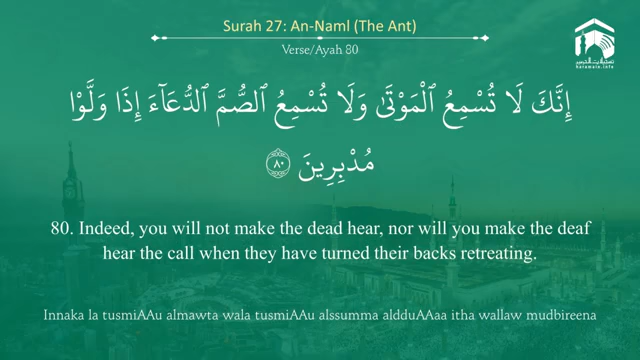 Surah 27: An-Naml (The Ant)
Verse/Ayah 80
إِنَّكَ لَا تُسْمِعُ ٱلْمَوْتَىٰ وَلَا تُسْمِعُ ٱلصُّمَّ ٱلدُّعَآءَ إِذَا وَلَّوْا۟
مُدْبِرِينَ ٨٠
80. Indeed, you will not make the dead hear, nor will you make the deaf
hear the call when they have turned their backs retreating.
Innaka la tusmiAAu almawta wala tusmiAAu alssumma aldduAAaa itha wallaw mudbireena